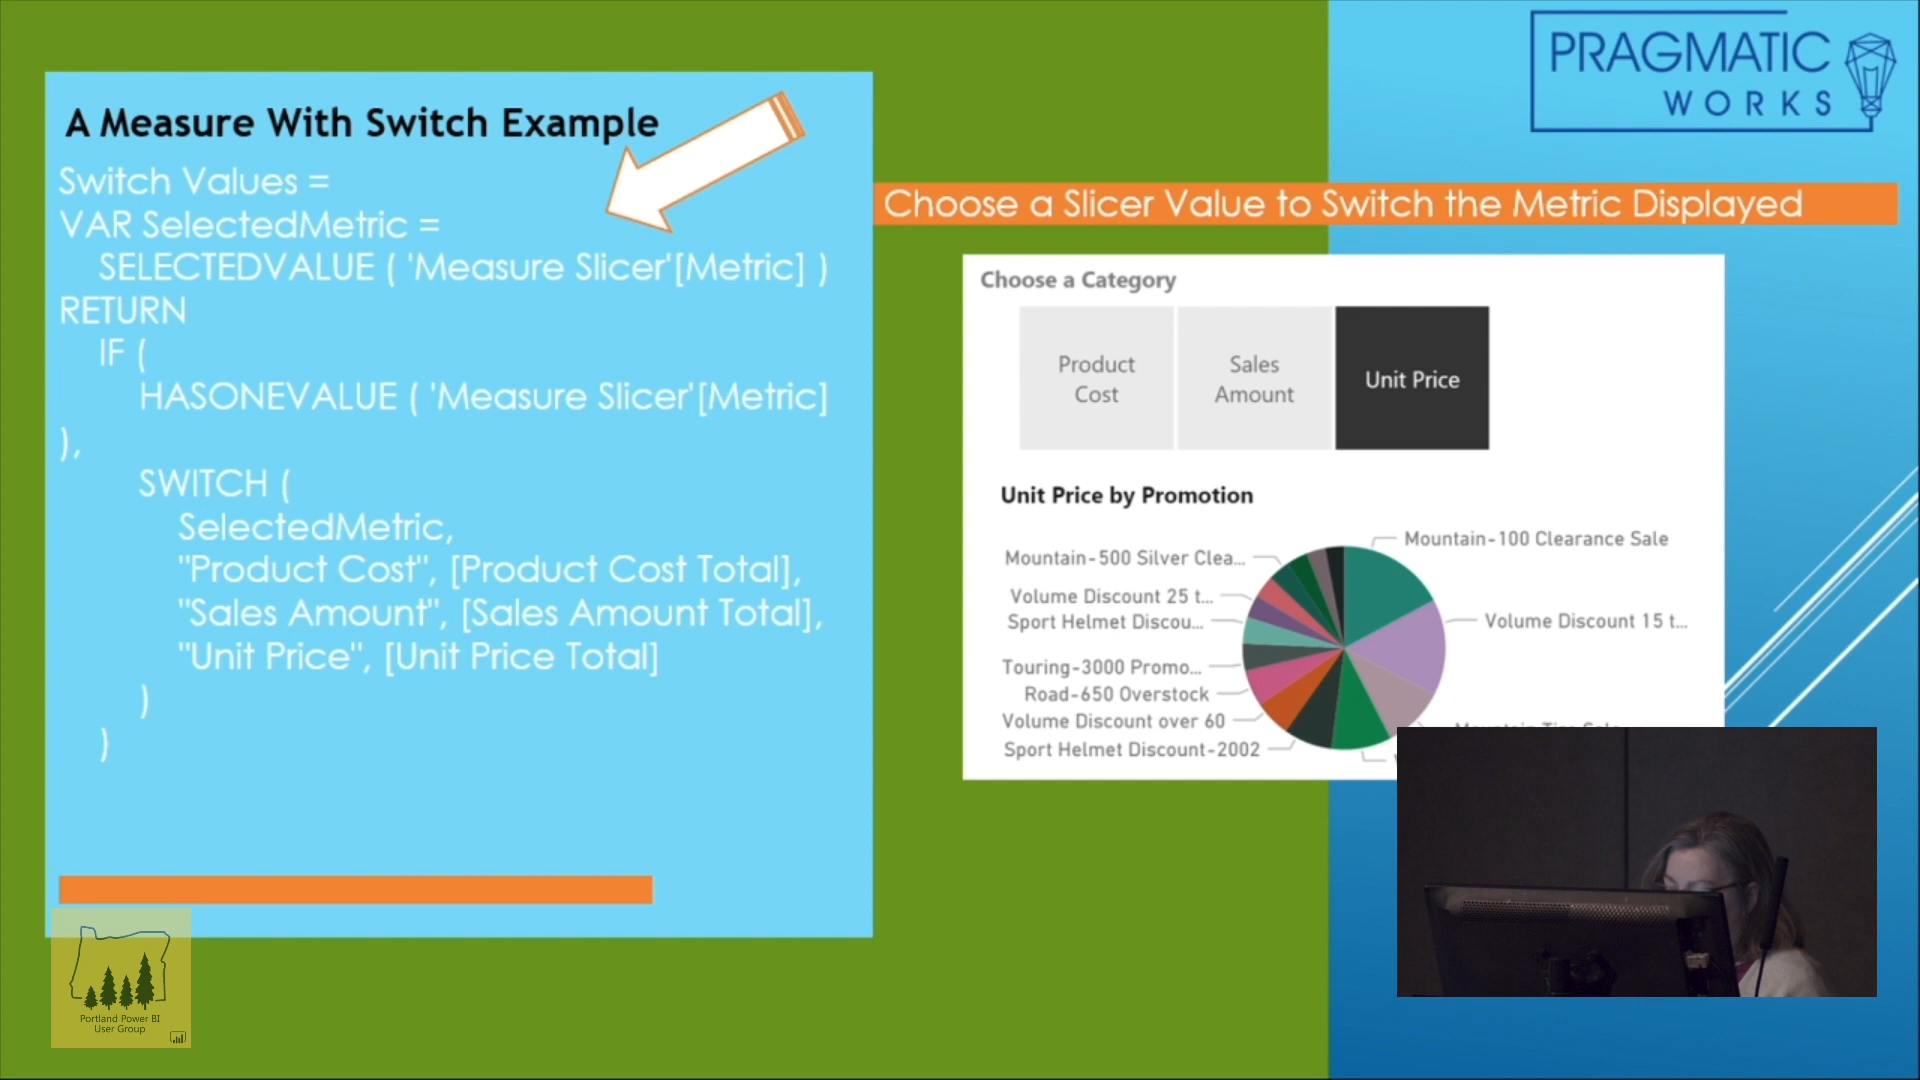 PRAGMATIC
WORKS
A Measure With Switch Example
Switch Values =
VAR SelectedMetric =
SELECTEDVALUE ( 'Measure Slicer'[Metric] )
RETURN
IF (
HASONEVALUE ( 'Measure Slicer'[Metric]
),
SWITCH (
SelectedMetric,
"Product Cost", [Product Cost Total],
"Sales Amount", [Sales Amount Total],
"Unit Price", [Unit Price Total]
)
)
Choose a Slicer Value to Switch the Metric Displayed
Choose a Category
Product
Cost
Sales
Amount
Unit Price
Unit Price by Promotion
Mountain-100 Clearance Sale
Mountain-500 Silver Clea...
Volume Discount 25 t...
Volume Discount 15 t...
Sport Helmet Discou...
Touring-3000 Promo...
Road-650 Overstock
Volume Discount over 60
Sport Helmet Discount-2002
Portland Power BI
User Group